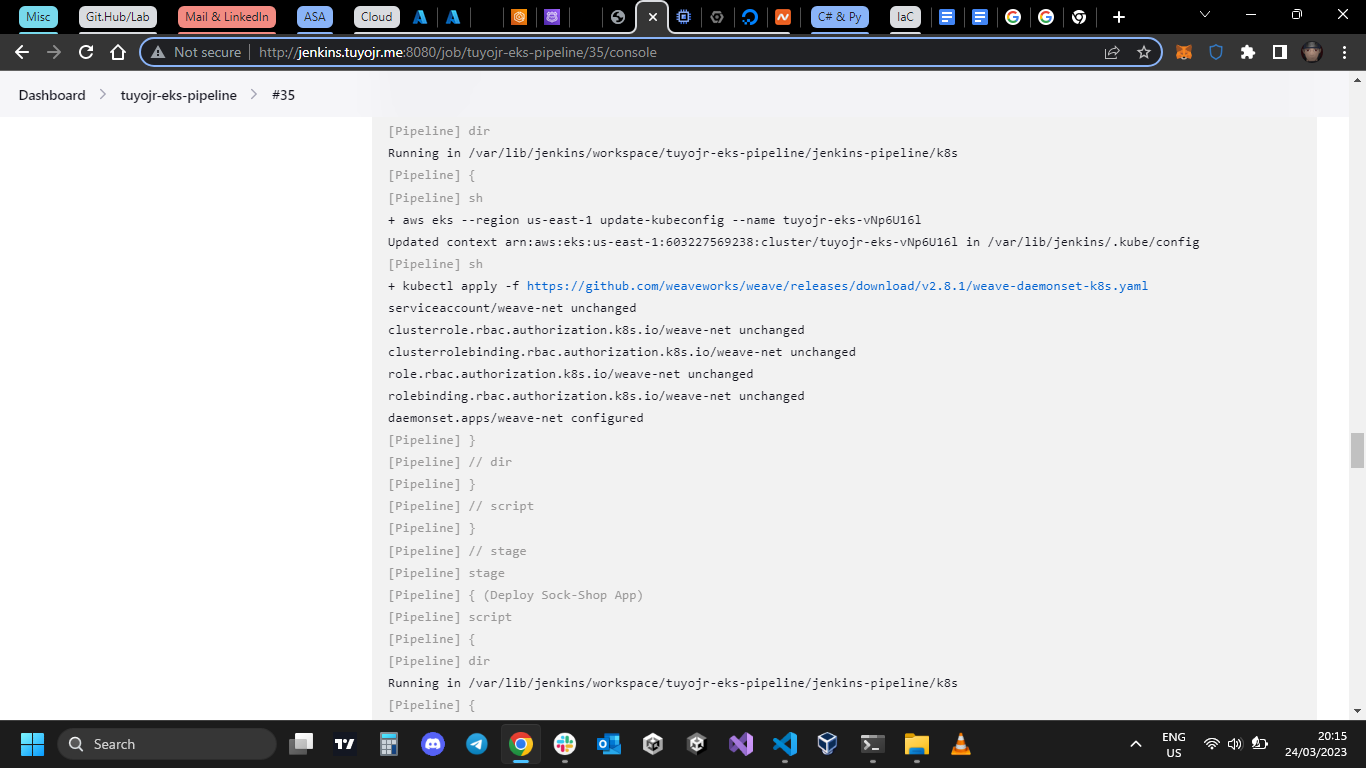 Misc Git.Hub/Lab Mail & LinkedIn ASA Cloud C# & Py IaC
Not secure http://jenkins.tuyojr.me:8080/job/tuyojr-eks-pipeline/35/console
Dashboard tuyojr-eks-pipeline #35
[Pipeline] dir
Running in /var/lib/jenkins/workspace/tuyojr-eks-pipeline/jenkins-pipeline/k8s
[Pipeline] {
[Pipeline] sh
+ aws eks --region us-east-1 update-kubeconfig --name tuyojr-eks-vNp6U16l
Updated context arn:aws:eks:us-east-1:603227569238:cluster/tuyojr-eks-vNp6U16l in /var/lib/jenkins/.kube/config
[Pipeline] sh
+ kubectl apply -f https://github.com/weaveworks/weave/releases/download/v2.8.1/weave-daemonset-k8s.yaml
serviceaccount/weave-net unchanged
clusterrole.rbac.authorization.k8s.io/weave-net unchanged
clusterrolebinding.rbac.authorization.k8s.io/weave-net unchanged
role.rbac.authorization.k8s.io/weave-net unchanged
rolebinding.rbac.authorization.k8s.io/weave-net unchanged
daemonset.apps/weave-net configured
[Pipeline] }
[Pipeline] // dir
[Pipeline] }
[Pipeline] // script
[Pipeline] }
[Pipeline] // stage
[Pipeline] stage
[Pipeline] { (Deploy Sock-Shop App)
[Pipeline] script
[Pipeline] {
[Pipeline] dir
Running in /var/lib/jenkins/workspace/tuyojr-eks-pipeline/jenkins-pipeline/k8s
[Pipeline] {
Search
ENG
US
20:15
24/03/2023